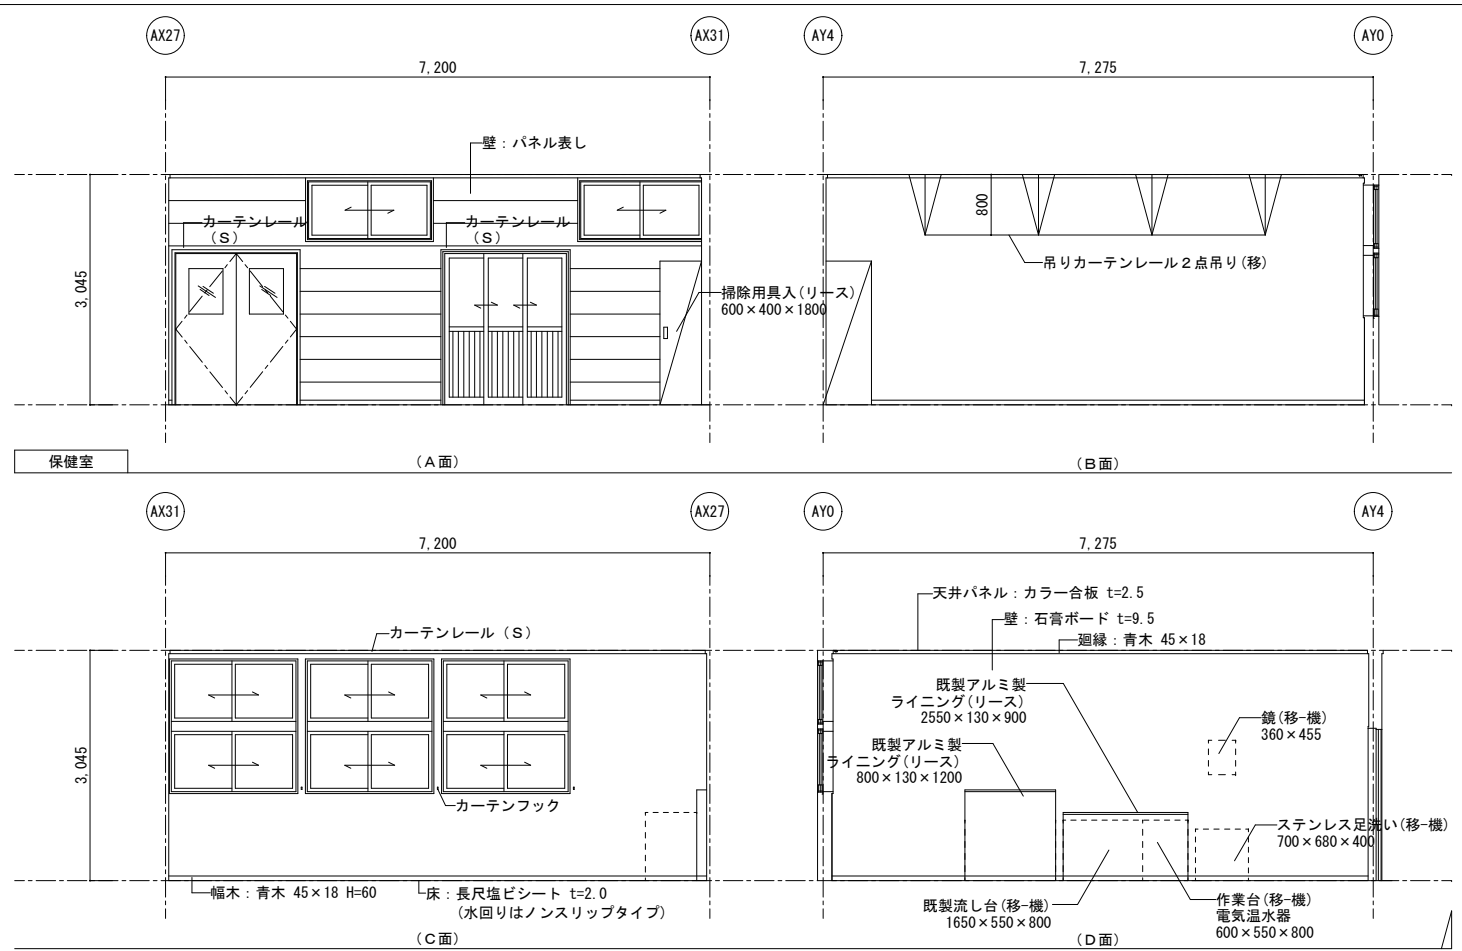 AX27
AX31
AY4
AY0
7,200
7,275
壁：パネル表し
カーテンレール
（S）
カーテンレール
（S）
800
吊りカーテンレール２点吊り(移)
3,045
掃除用具入(リース)
600×400×1800
保健室
(A面)
(B面)
AX31
AX27
AY0
AY4
7,200
7,275
天井パネル：カラー合板 t=2.5
壁：石膏ボード t=9.5
カーテンレール（S）
廻縁：青木 45×18
既製アルミ製
ライニング(リース)
2550×130×900
鏡(移-機)
360×455
既製アルミ製
ライニング(リース)
800×130×1200
3,045
カーテンフック
ステンレス足洗い(移-機)
700×680×400
幅木：青木 45×18 H=60
床：長尺塩ビシート t=2.0
(水回りはノンスリップタイプ)
既製流し台(移-機)
1650×550×800
作業台(移-機)
電気温水器
600×550×800
(C面)
(D面)